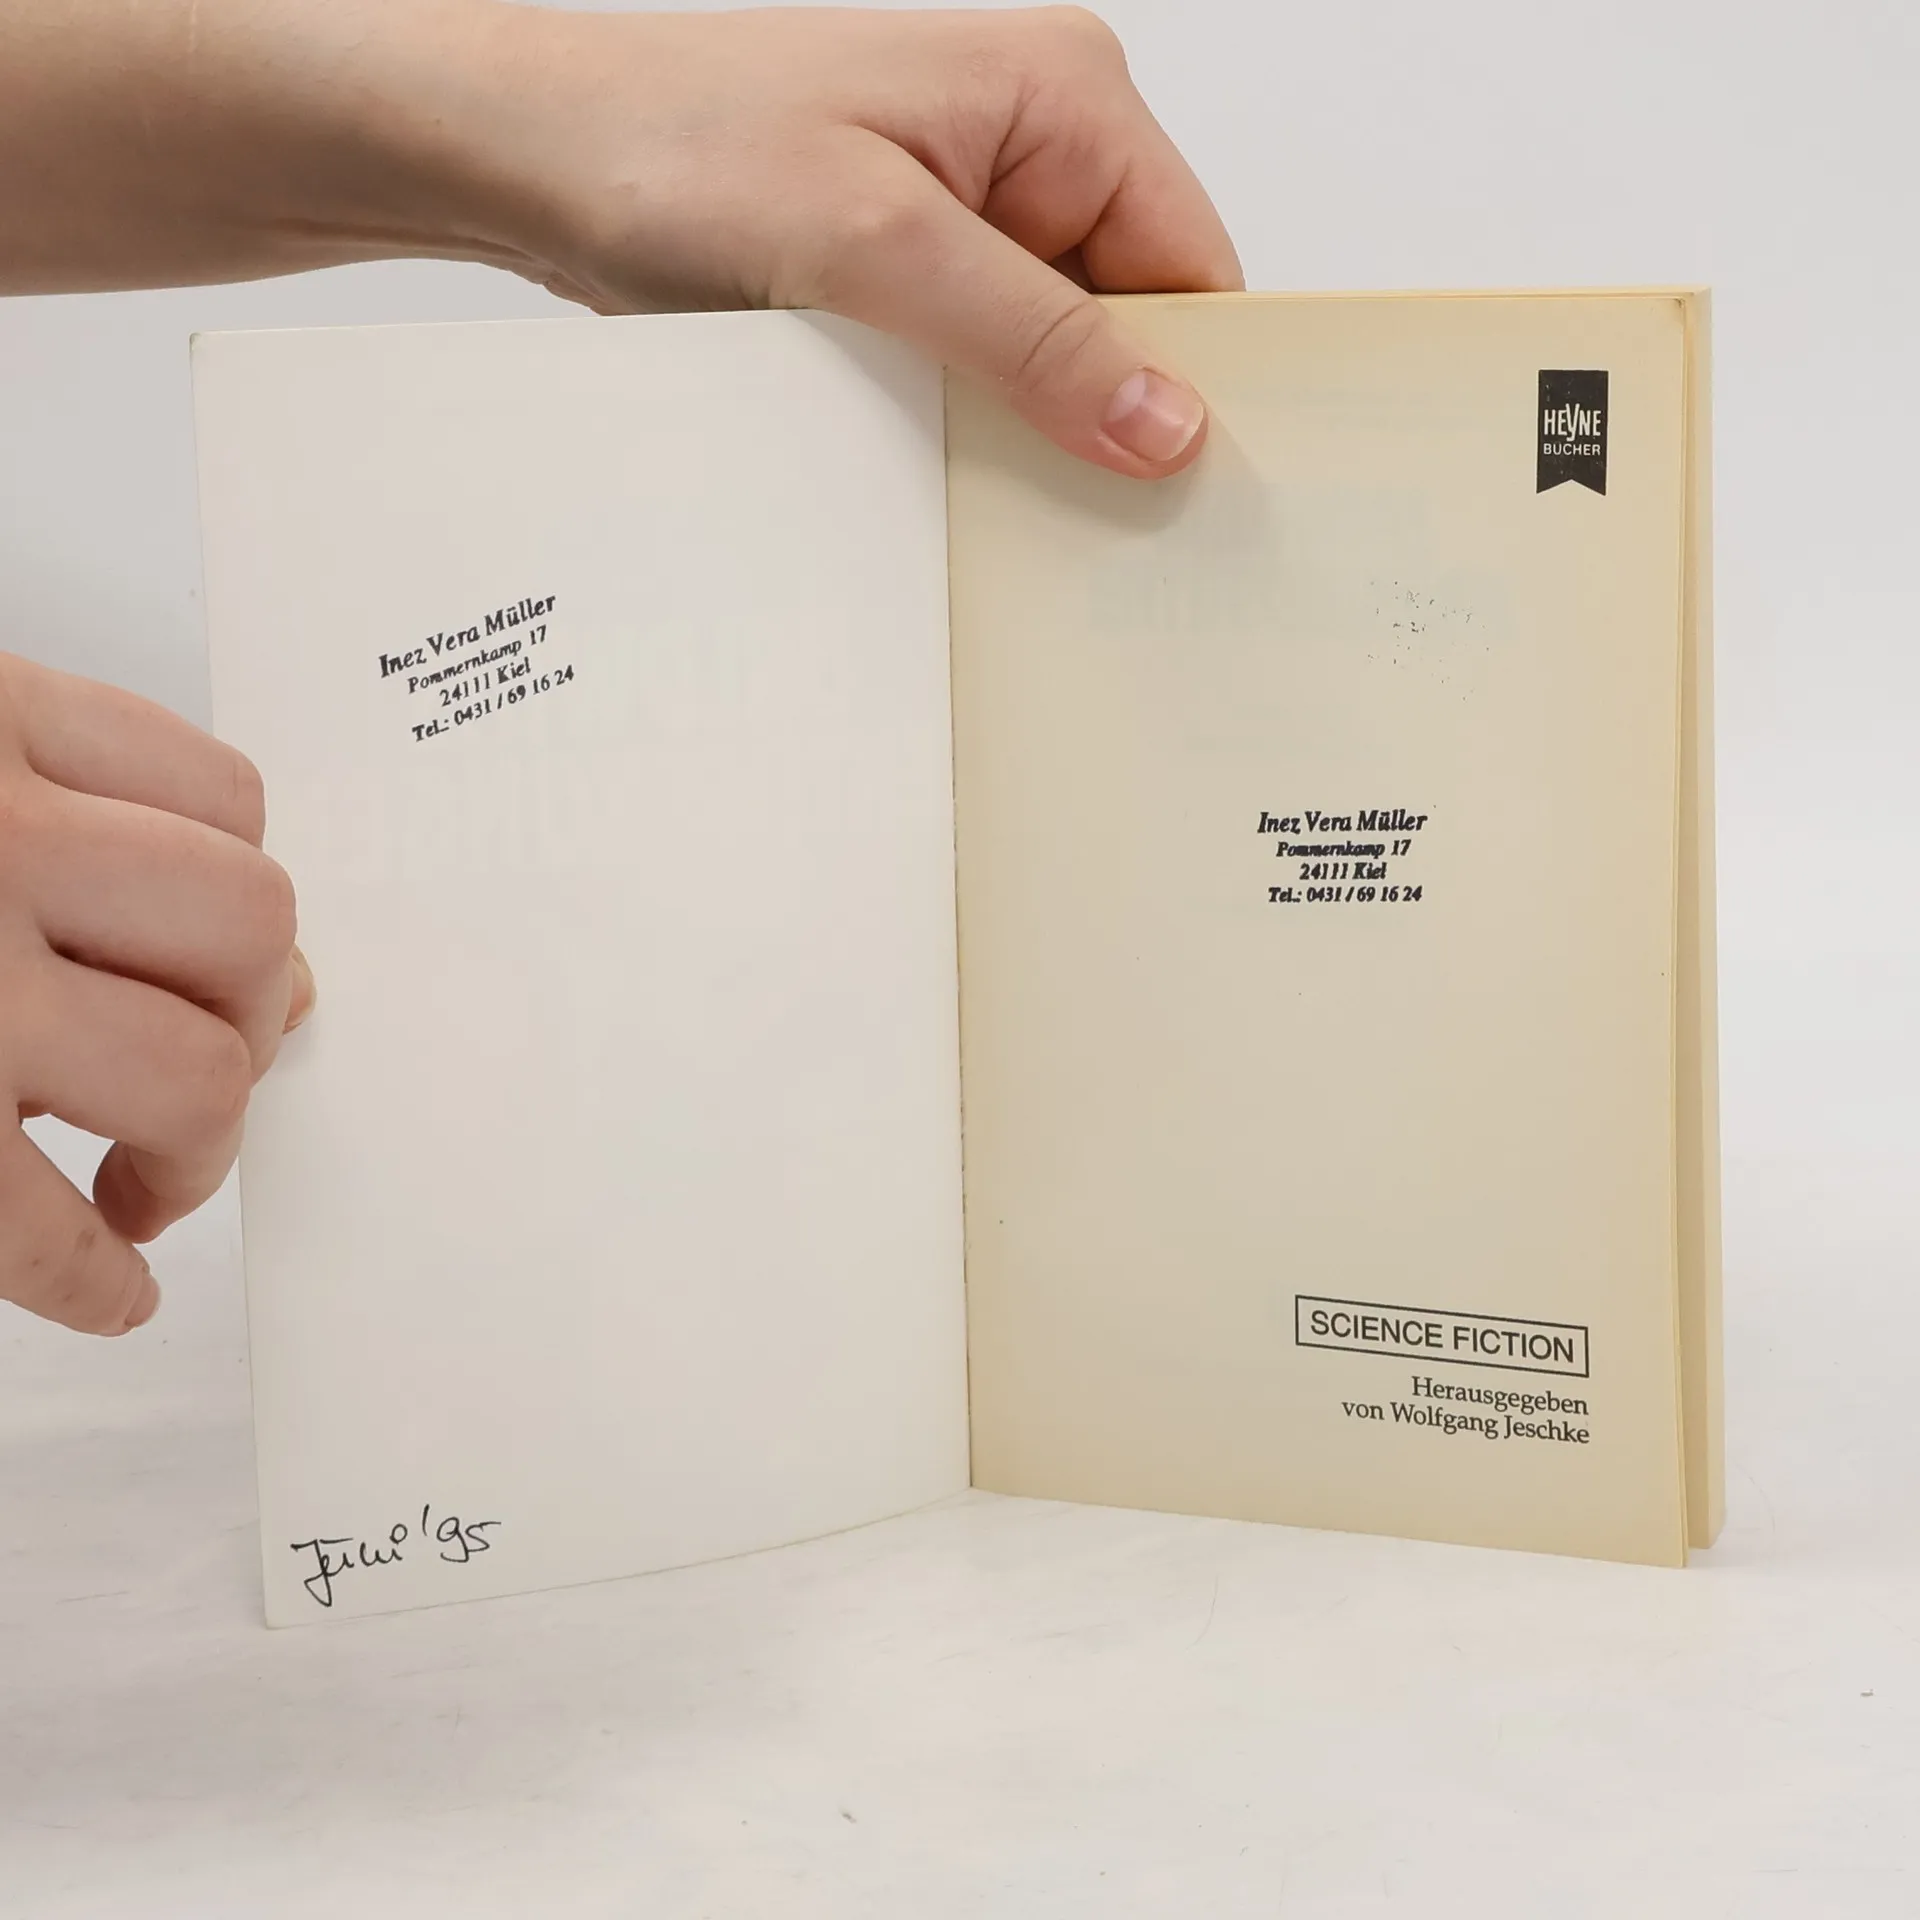 Inez Vera Müller
Pommernkamp 17
24111 Kiel
Tel.: 0431 / 69 16 24
Juni '95
HEYNE
BÜCHER
Inez Vera Müller
Pommernkamp 17
24111 Kiel
Tel.: 0431 / 69 16 24
SCIENCE FICTION
Herausgegeben
von Wolfgang Jeschke